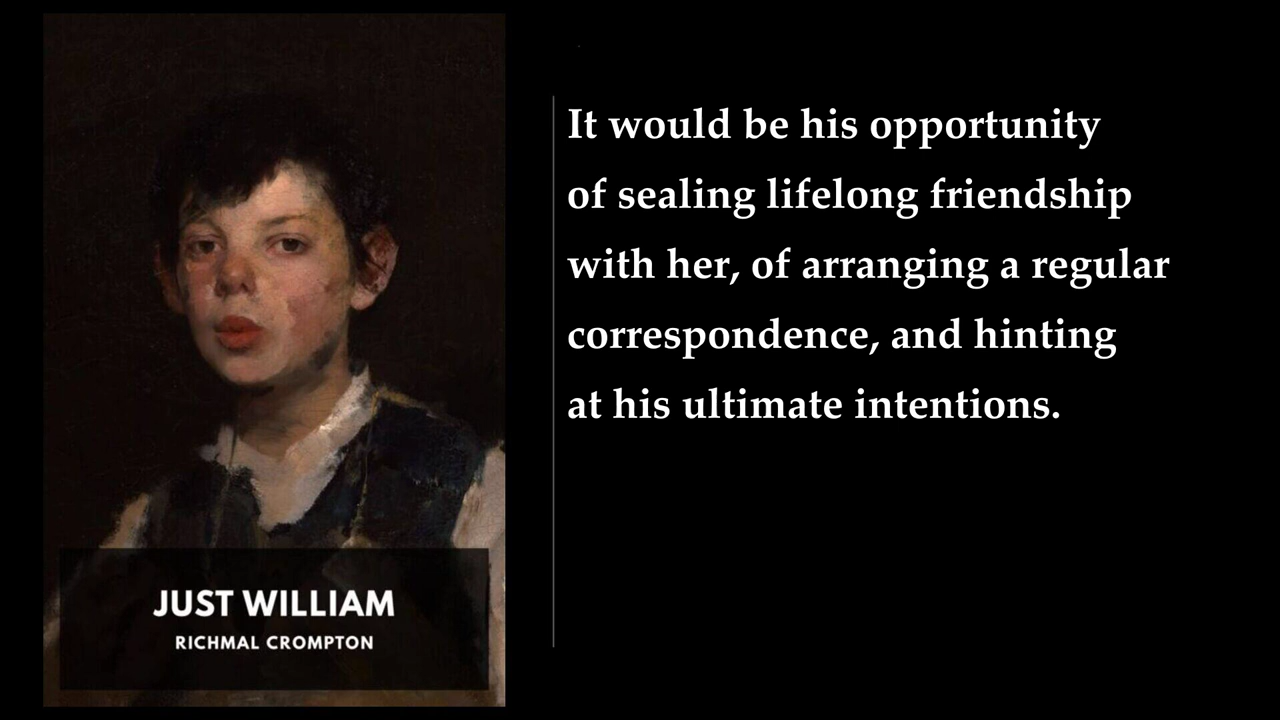 JUST WILLIAM
RICHMAL CROMPTON
It would be his opportunity
of sealing lifelong friendship
with her, of arranging a regular
correspondence, and hinting
at his ultimate intentions.